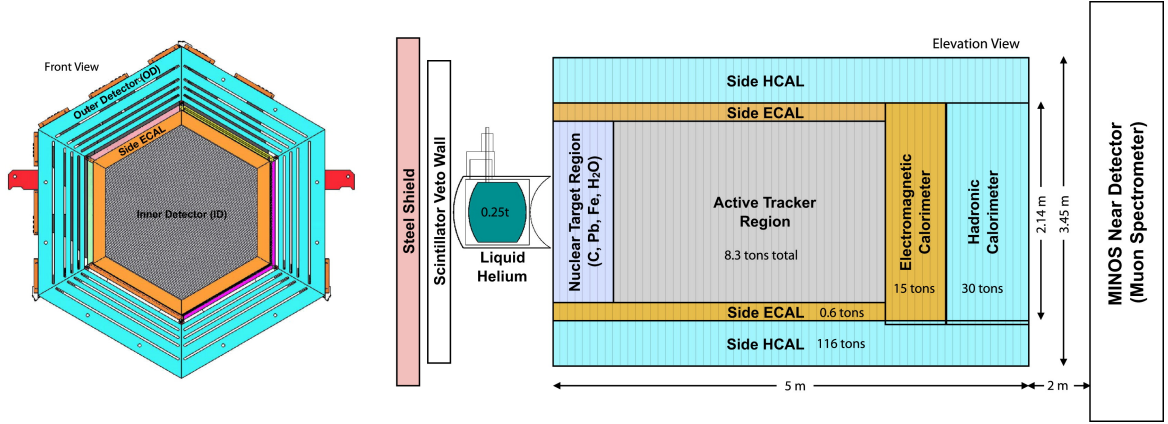 Front View
Outer Detector (OD)
Side ECAL
Inner Detector (ID)
Steel Shield
Scintillator Veto Wall
0.25t
Liquid
Helium
Elevation View
Side HCAL
Side ECAL
Nuclear Target Region
(C, Pb, Fe, H₂O)
Active Tracker
Region
8.3 tons total
Electromagnetic
Calorimeter
15 tons
Hadronic
Calorimeter
30 tons
Side ECAL 0.6 tons
Side HCAL 116 tons
2.14 m
3.45 m
5 m
2 m
MINOS Near Detector
(Muon Spectrometer)